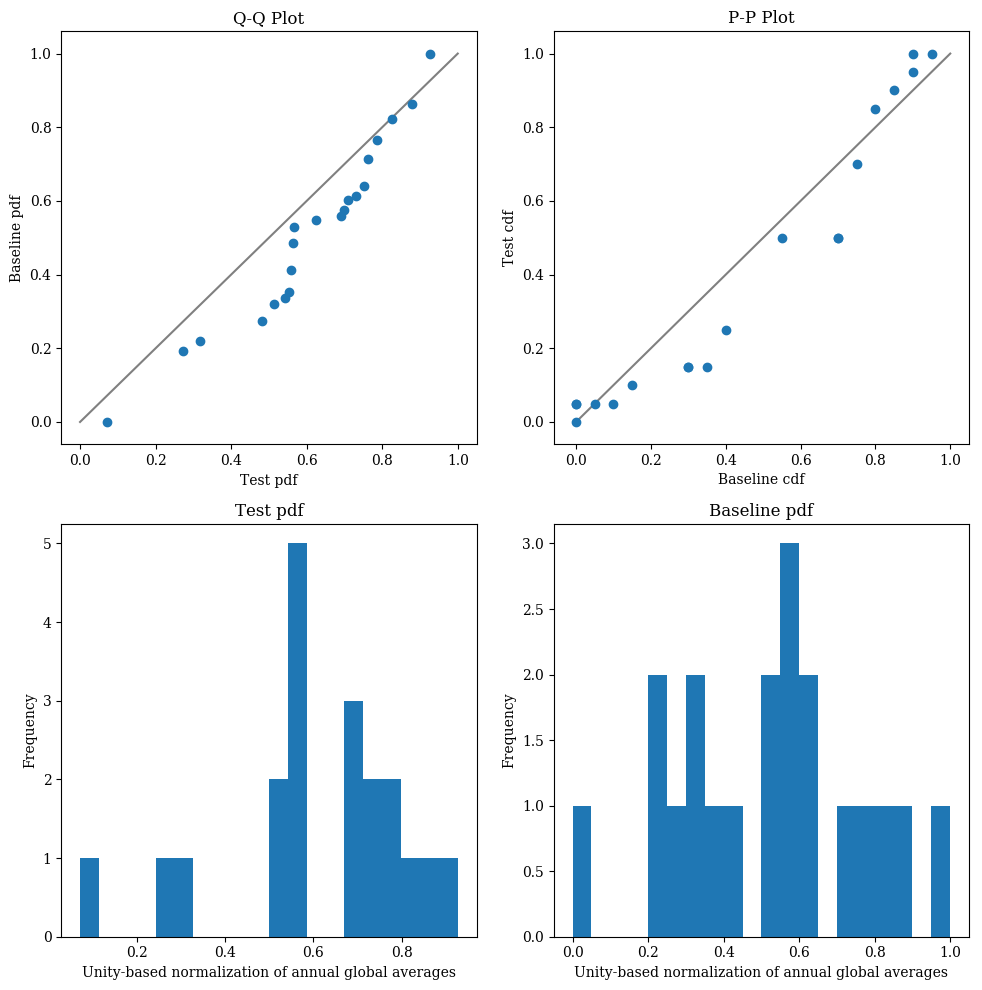 Q-Q Plot
1.0
0.8
0.6
0.4
0.2
0.0
Baseline pdf
0.0 0.2 0.4 0.6 0.8 1.0
Test pdf
P-P Plot
1.0
0.8
0.6
0.4
0.2
0.0
Test cdf
0.0 0.2 0.4 0.6 0.8 1.0
Baseline cdf
Test pdf
5
4
3
2
1
0
Frequency
0.2 0.4 0.6 0.8
Unity-based normalization of annual global averages
Baseline pdf
3.0
2.5
2.0
1.5
1.0
0.5
0.0
Frequency
0.0 0.2 0.4 0.6 0.8 1.0
Unity-based normalization of annual global averages